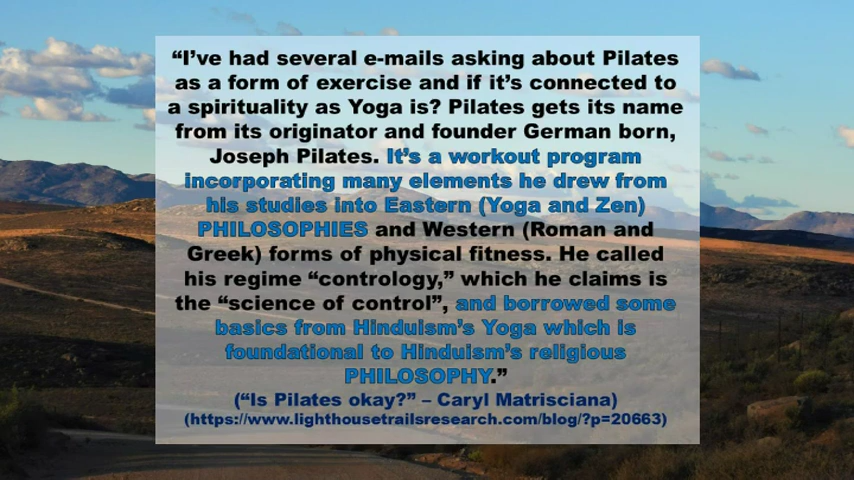 “I’ve had several e-mails asking about Pilates
as a form of exercise and if it’s connected to
a spirituality as Yoga is? Pilates gets its name
from its originator and founder German born,
Joseph Pilates. It’s a workout program
incorporating many elements he drew from
his studies into Eastern (Yoga and Zen)
PHILOSOPHIES and Western (Roman and
Greek) forms of physical fitness. He called
his regime “contrology,” which he claims is
the “science of control”, and borrowed some
basics from Hinduism’s Yoga which is
foundational to Hinduism’s religious
PHILOSOPHY.”
(“Is Pilates okay?” – Caryl Matrisciana)
(https://www.lighthousetrailsresearch.com/blog/?p=20663)